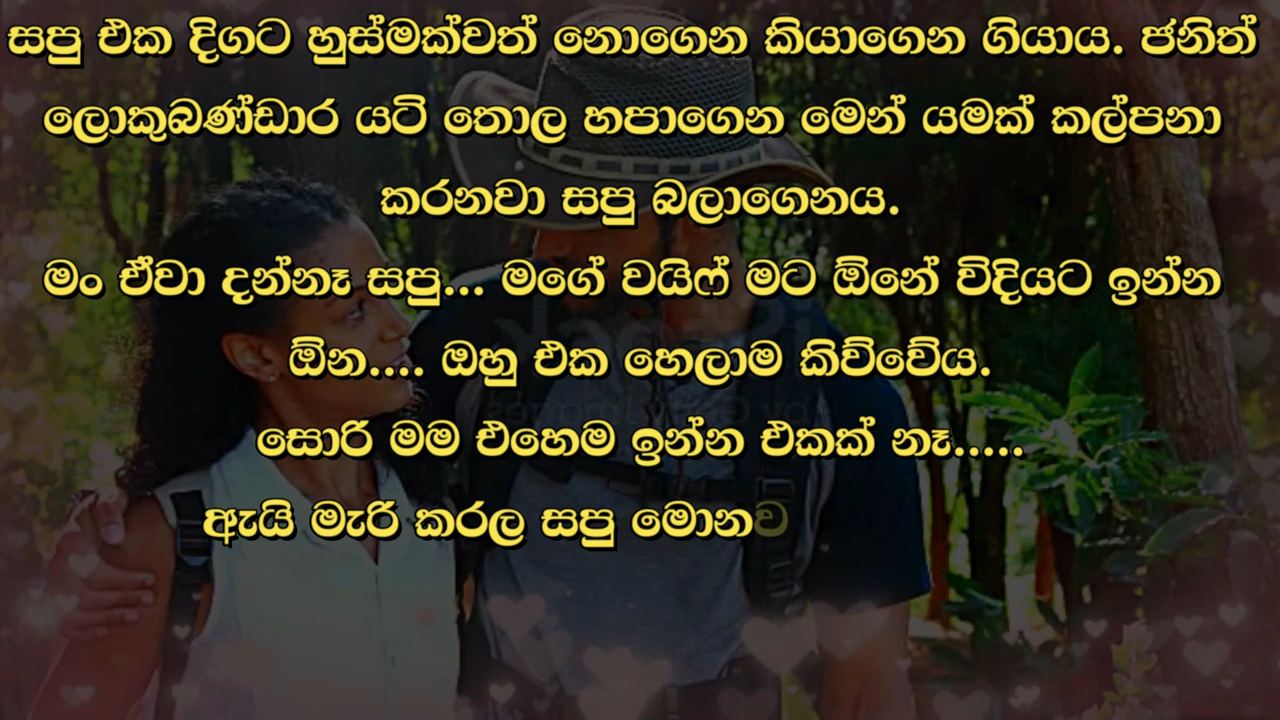 සපු එක දිගට හුස්මක්වත් නොගෙන කියාගෙන ගියාය. ජනිත්
ලොකුබණ්ඩාර යටි තොල හපාගෙන මෙන් යමක් කල්පනා
කරනවා සපු බලාගෙනය.
මං ඒවා දන්නෑ සපු... මගේ වයිෆ් මට ඕනේ විදියට ඉන්න
ඕන.... ඔහු එක හෙලාම කිව්වේය.
සොරි මම එහෙම ඉන්න එකක් නෑ.....
ඇයි මැරි කරල සපු මොනව